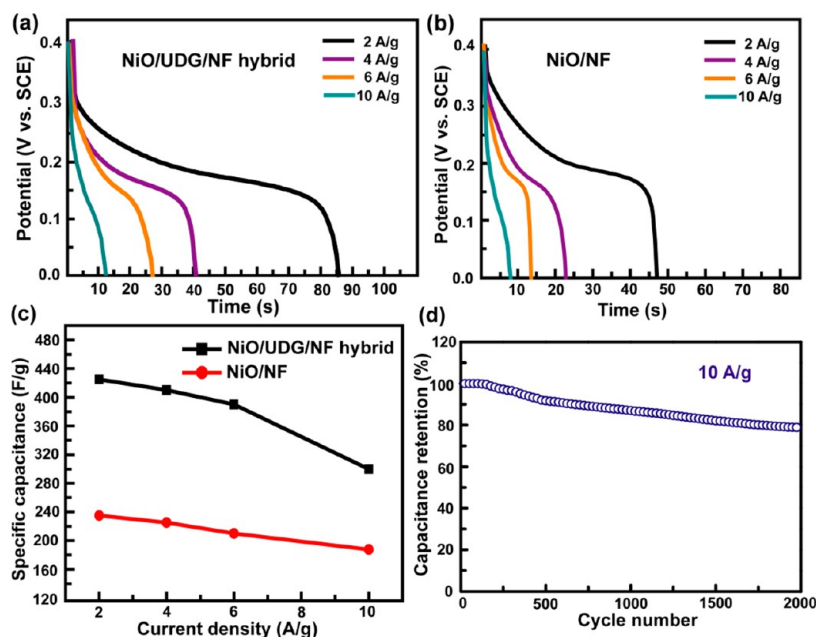 (a)
NiO/UDG/NF hybrid
2 A/g
4 A/g
6 A/g
10 A/g
0.4
0.3
0.2
0.1
0.0
Potential (V vs. SCE)
10 20 30 40 50 60 70 80 90 100
Time (s)
(b)
NiO/NF
2 A/g
4 A/g
6 A/g
10 A/g
0.4
0.3
0.2
0.1
0.0
Potential (V vs. SCE)
10 20 30 40 50 60 70 80
Time (s)
(c)
NiO/UDG/NF hybrid
NiO/NF
480
440
400
360
320
280
240
200
160
120
Specific capacitance (F/g)
2 4 6 8 10
Current density (A/g)
(d)
10 A/g
120
100
80
60
40
20
0
Capacitance retention (%)
0 500 1000 1500 2000
Cycle number